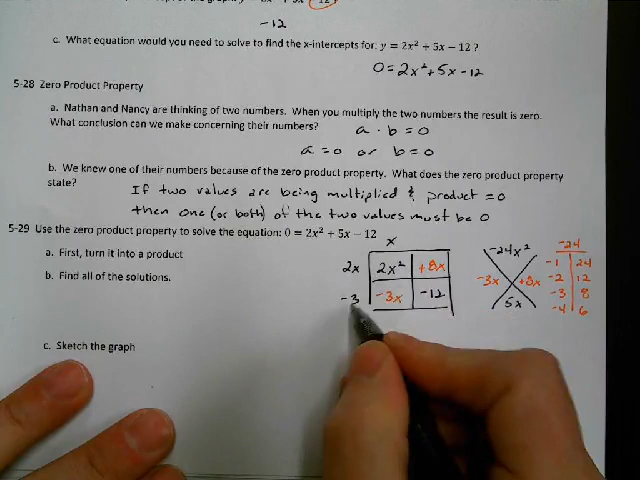 -12
c. What equation would you need to solve to find the x-intercepts for: y = 2x² + 5x − 12 ?
0 = 2x² + 5x - 12
5-28 Zero Product Property
a. Nathan and Nancy are thinking of two numbers. When you multiply the two numbers the result is zero.
What conclusion can we make concerning their numbers?
a · b = 0
a = 0 or b = 0
b. We knew one of their numbers because of the zero product property. What does the zero product property
state?
If two values are being multiplied & product = 0
then one (or both) of the two values must be 0
5-29 Use the zero product property to solve the equation: 0 = 2x² + 5x − 12
a. First, turn it into a product
b. Find all of the solutions.
c. Sketch the graph
x
2x 2x² +8x
-3 -3x -12
-24x²
-3x +8x
5x
-24
-1 24
-2 12
-3 8
-4 6